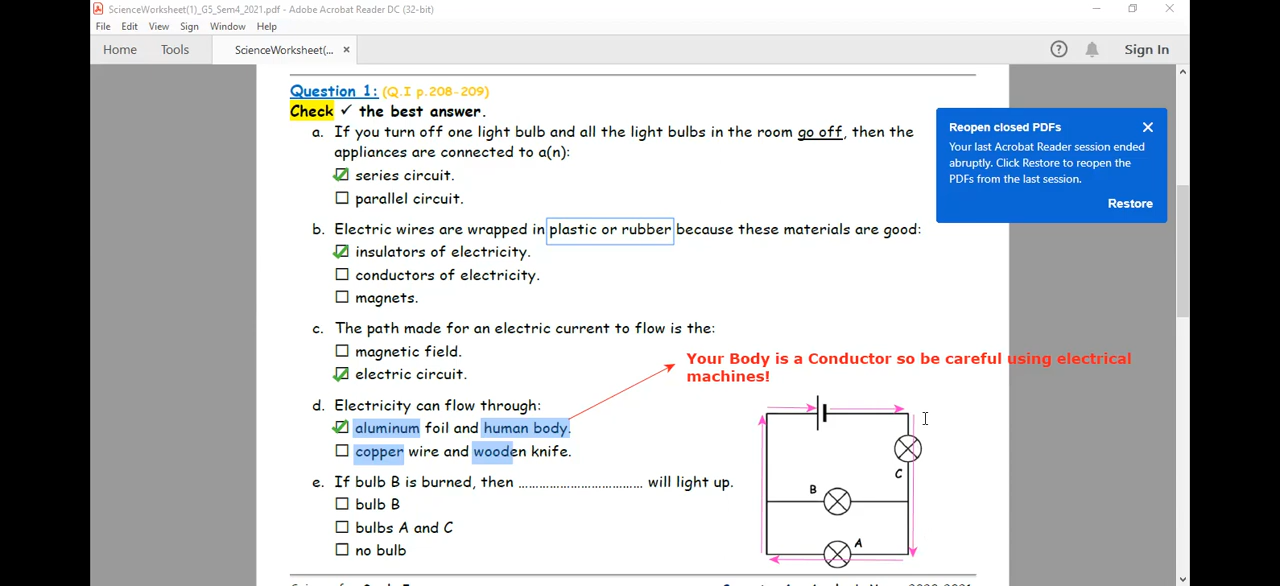 ScienceWorksheet(1)_G5_Sem4_2021.pdf - Adobe Acrobat Reader DC (32-bit)
File Edit View Sign Window Help
Home Tools ScienceWorksheet(... × ? Sign In
Question 1: (Q.I p.208-209)
Check ✓ the best answer.
a. If you turn off one light bulb and all the light bulbs in the room go off, then the
appliances are connected to a(n):
series circuit.
parallel circuit.
b. Electric wires are wrapped in plastic or rubber because these materials are good:
insulators of electricity.
conductors of electricity.
magnets.
c. The path made for an electric current to flow is the:
magnetic field.
electric circuit.
d. Electricity can flow through:
aluminum foil and human body.
copper wire and wooden knife.
e. If bulb B is burned, then ................................ will light up.
bulb B
bulbs A and C
no bulb
Reopen closed PDFs
Your last Acrobat Reader session ended
abruptly. Click Restore to reopen the
PDFs from the last session.
Restore
Your Body is a Conductor so be careful using electrical
machines!
C
B
A